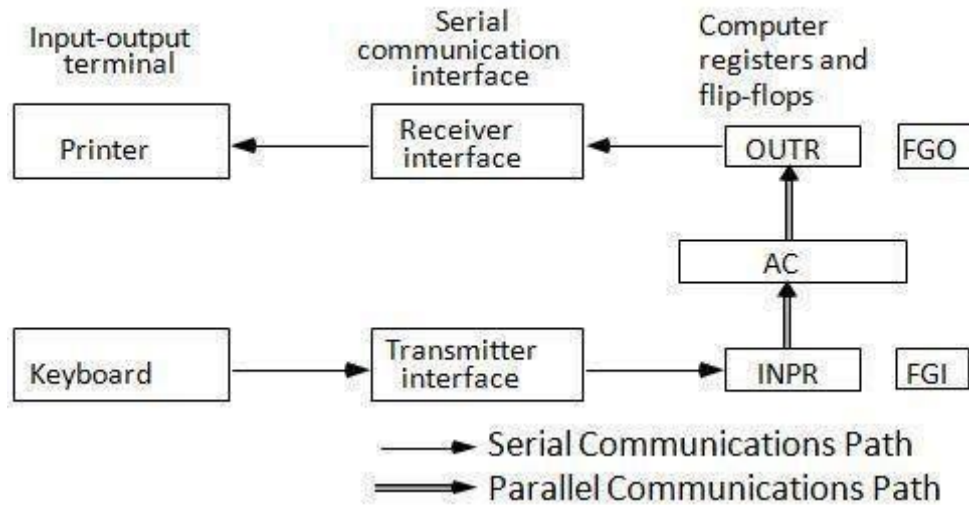 Input-output
terminal
Serial
communication
interface
Computer
registers and
flip-flops
Printer
Receiver
interface
OUTR
FGO
AC
Keyboard
Transmitter
interface
INPR
FGI
Serial Communications Path
Parallel Communications Path